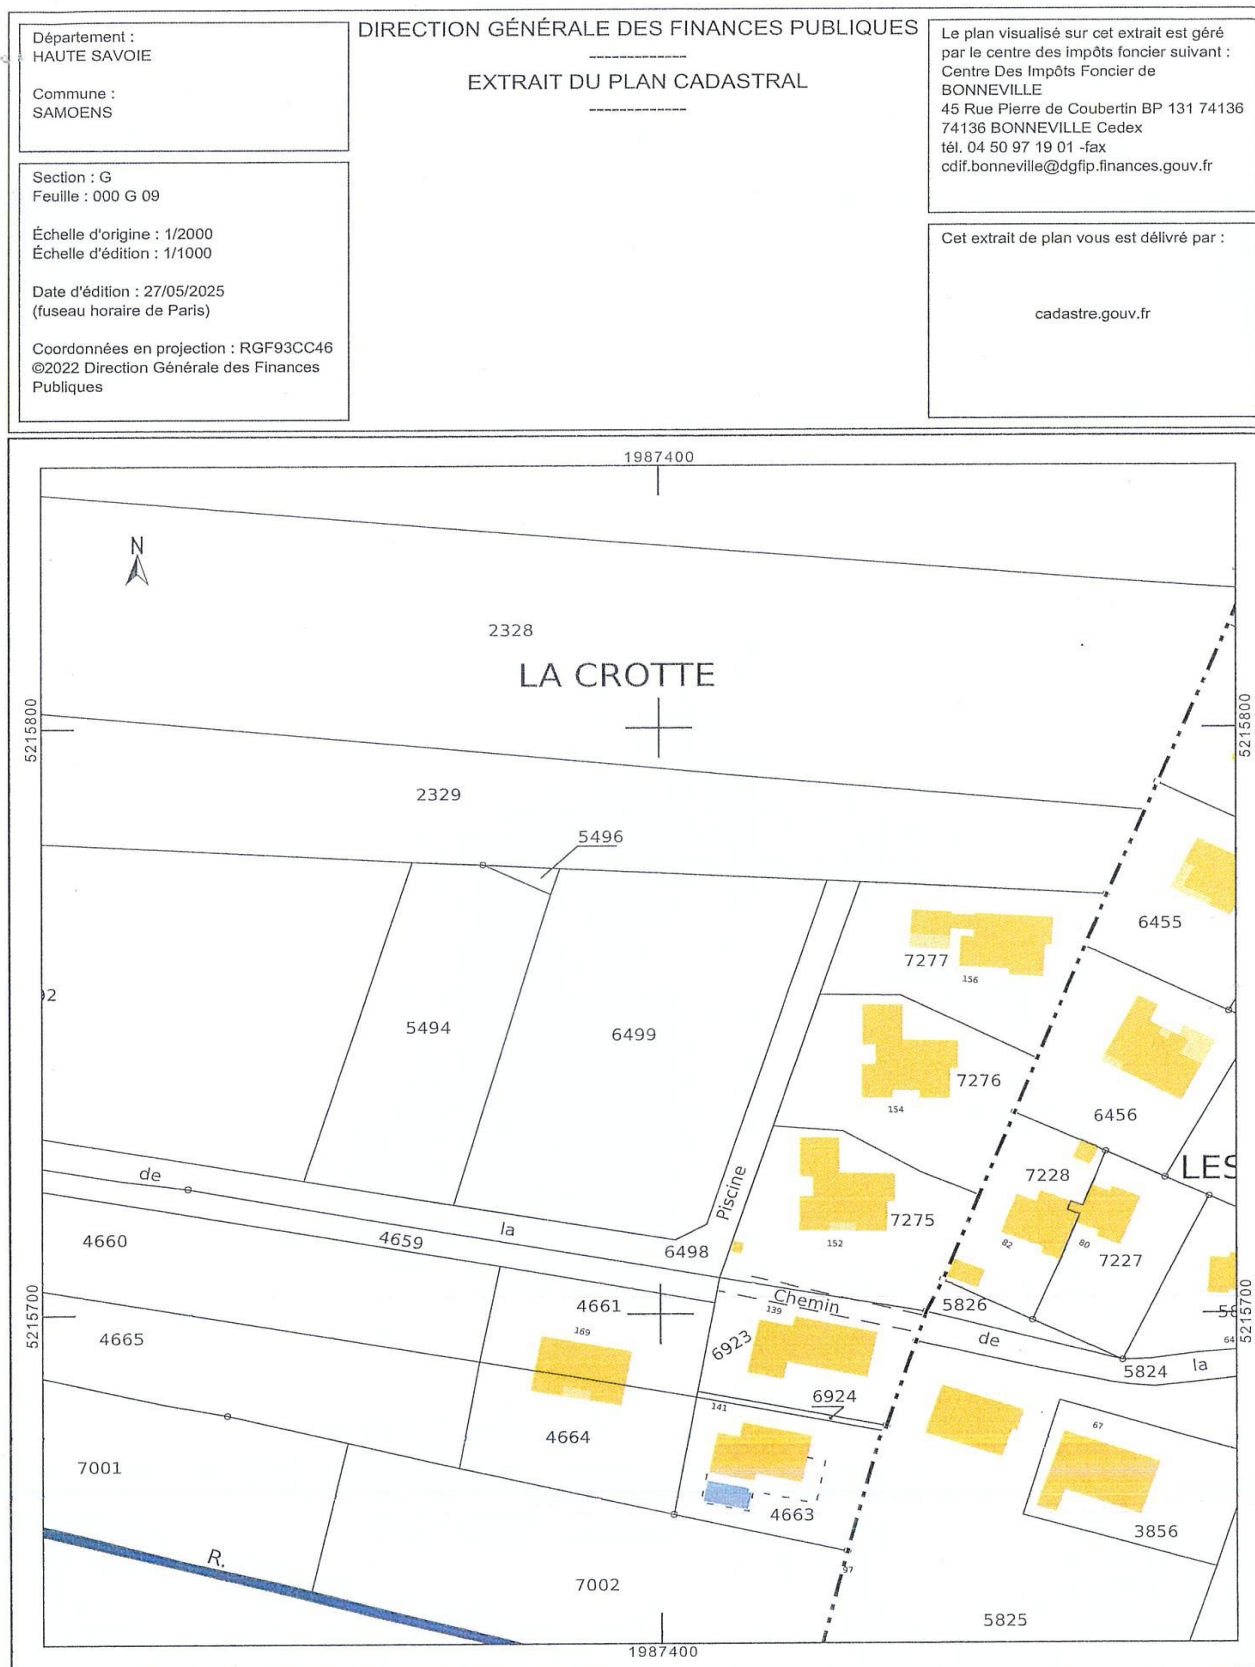 Département :
HAUTE SAVOIE
Commune :
SAMOENS
Section : G
Feuille : 000 G 09
Échelle d'origine : 1/2000
Échelle d'édition : 1/1000
Date d'édition : 27/05/2025
(fuseau horaire de Paris)
Coordonnées en projection : RGF93CC46
©2022 Direction Générale des Finances
Publiques
DIRECTION GÉNÉRALE DES FINANCES PUBLIQUES
-------------
EXTRAIT DU PLAN CADASTRAL
-------------
Le plan visualisé sur cet extrait est géré
par le centre des impôts foncier suivant :
Centre Des Impôts Foncier de
BONNEVILLE
45 Rue Pierre de Coubertin BP 131 74136
74136 BONNEVILLE Cedex
tél. 04 50 97 19 01 -fax
cdif.bonneville@dgfip.finances.gouv.fr
Cet extrait de plan vous est délivré par :
cadastre.gouv.fr
1987400
N
2328
LA CROTTE
5215800
5215800
2329
5496
6455
7277
156
2
5494
6499
7276
154
6456
LES
de
Piscine
7228
7275
152
82
80
7227
4660
4659
la
6498
4661
Chemin
139
5826
58
5215700
5215700
4665
169
6923
de
5824
la
64
6924
141
67
4664
7001
4663
3856
R.
97
7002
5825
1987400